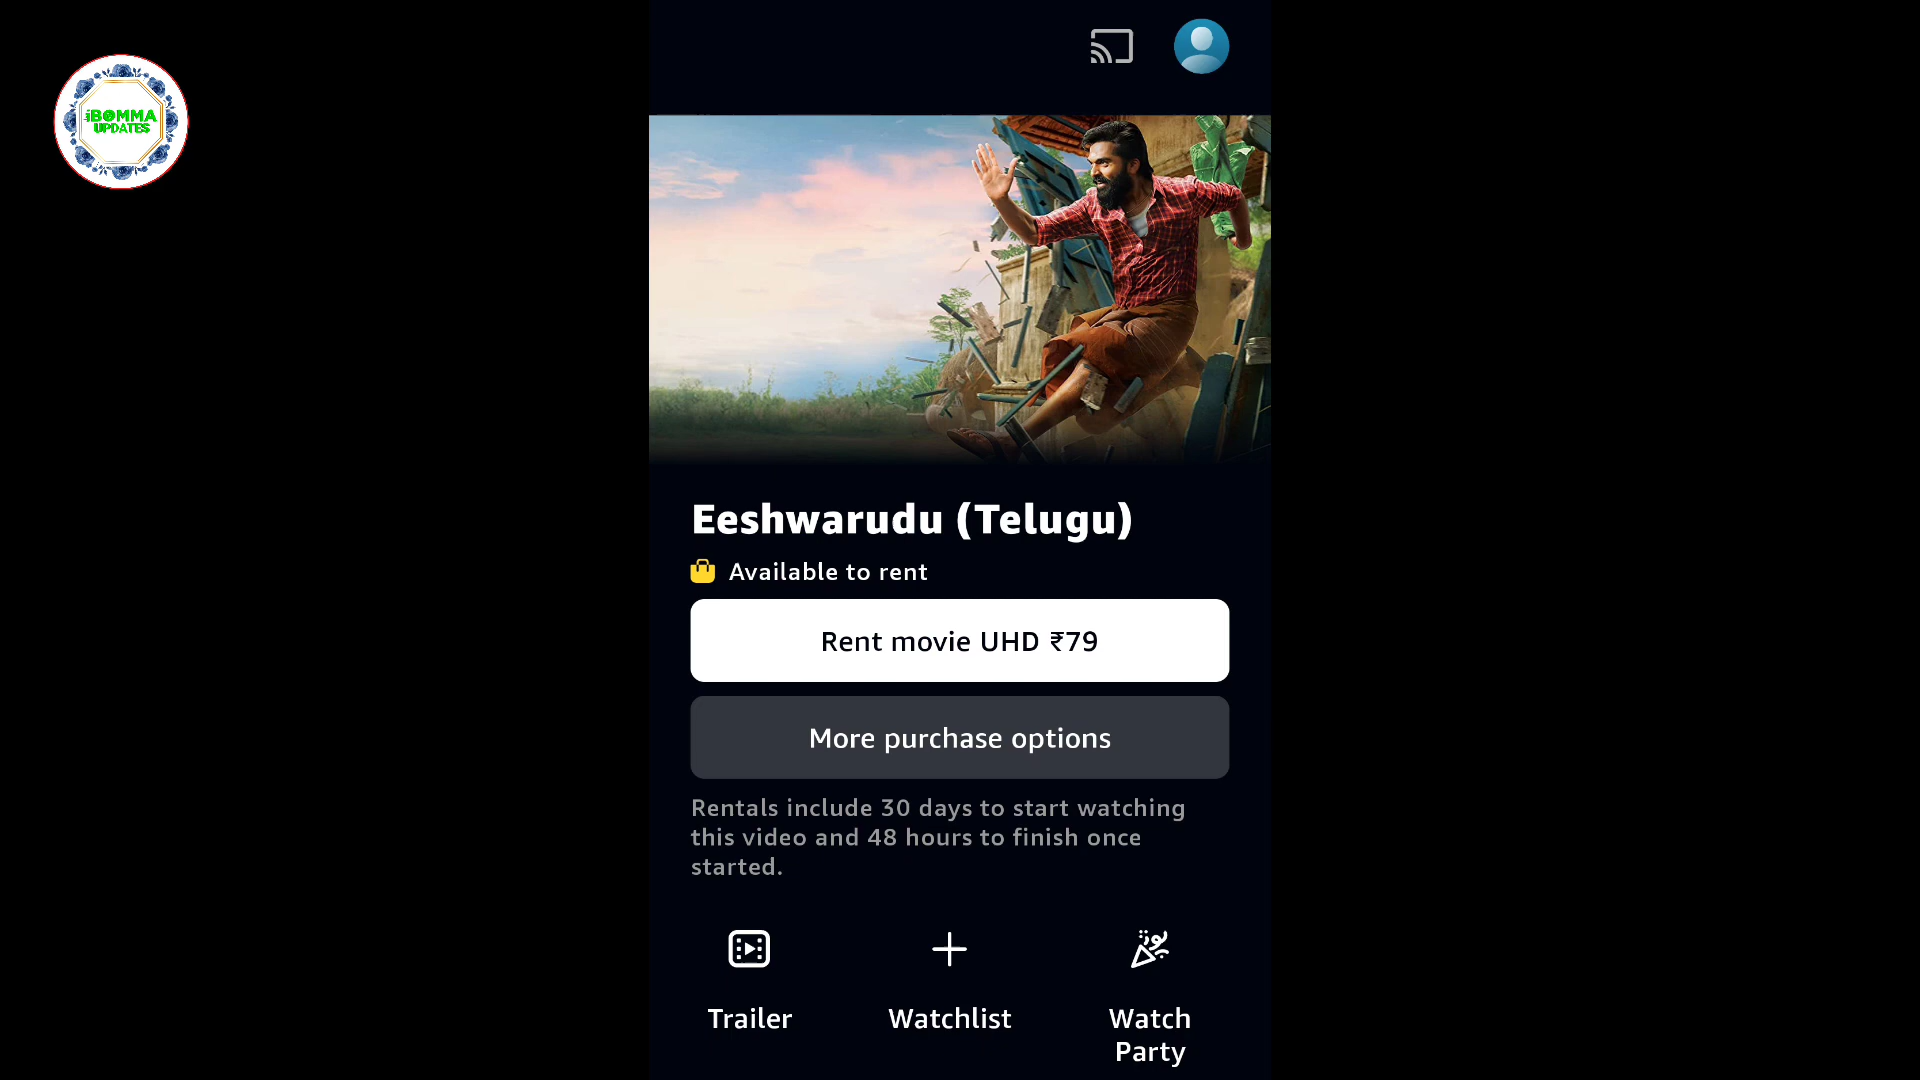 iBOMMA
UPDATES
Eeshwarudu (Telugu)
Available to rent
Rent movie UHD ₹79
More purchase options
Rentals include 30 days to start watching
this video and 48 hours to finish once
started.
Trailer
Watchlist
Watch
Party